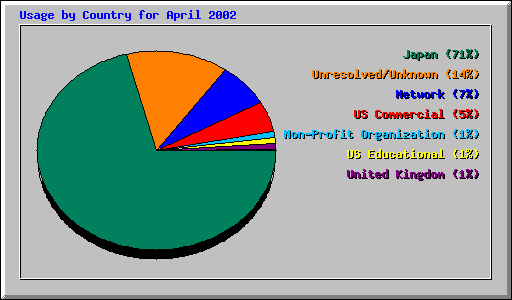 Usage by Country for April 2002
Japan (71%)
Unresolved/Unknown (14%)
Network (7%)
US Commercial (5%)
Non-Profit Organization (1%)
US Educational (1%)
United Kingdom (1%)